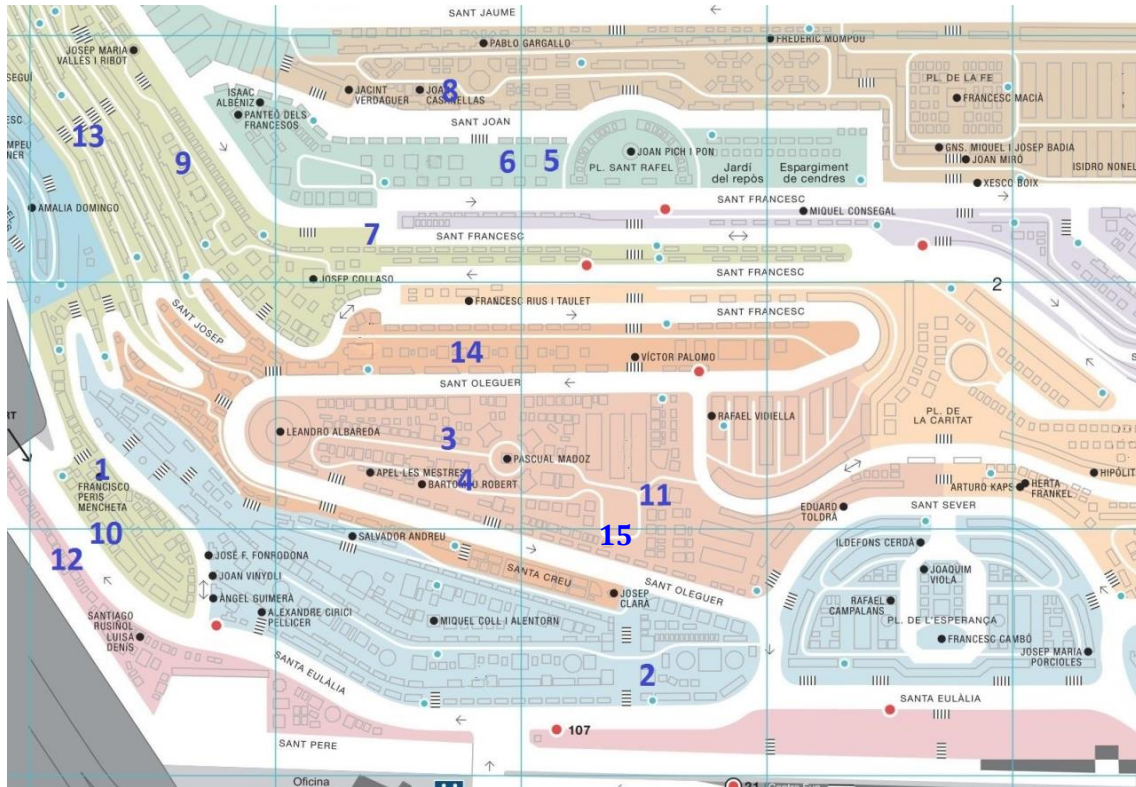 SANT JAUME
13
JOSEP MARIA
VALLÈS I RIBOT
PABLO GARGALLO
FREDERIC MOMPOU
PL. DE LA FE
ISAAC
ALBÉNIZ
PANTEÓ DELS
FRANCESOS
JACINT
VERDAGUER
JOAN
CASANELLAS
8
FRANCESC MACIÀ
SANT JOAN
13
9
6
5
JOAN PICH I PON
PL. SANT RAFEL
Jardí
del repòs
Espargiment
de cendres
GNS. MIQUEL I JOSEP BADIA
JOAN MIRÓ
ISIDRO NONEL
XESCO BOIX
AMALIA DOMINGO
SANT FRANCESC
MIQUEL CONSEGAL
7
SANT FRANCESC
JOSEP COLLASO
SANT FRANCESC
2
SANT JOSEP
FRANCESC RIUS I TAULET
SANT FRANCESC
14
VÍCTOR PALOMO
SANT OLEGUER
RAFAEL VIDIELLA
PL. DE
LA CARITAT
LEANDRO ALBAREDA
3
PASCUAL MADOZ
APEL·LES MESTRES
BARTOMEU ROBERT
4
1
FRANCISCO
PERIS
MENCHETA
11
HIPÒLIT
ARTURO KAPS
HERTA
FRANKEL
EDUARD
TOLDRÀ
SANT SEVER
10
15
12
SALVADOR ANDREU
ILDEFONS CERDÀ
JOSÉ F. FONRODONA
JOAN VINYOLI
ÀNGEL GUIMERÀ
ALEXANDRE CIRICI
PELLICER
SANTA CREU
SANT OLEGUER
JOSEP
CLARÀ
JOAQUIM
VIOLA
RAFAEL
CAMPALANS
PL. DE L'ESPERANÇA
FRANCESC CAMBÓ
JOSEP MARIA
PORCIOLES
SANTIAGO
RUSIÑOL
LUISA
DENIS
MIQUEL COLL I ALENTORN
SANTA EULÀLIA
2
SANTA EULÀLIA
107
SANT PERE
Oficina